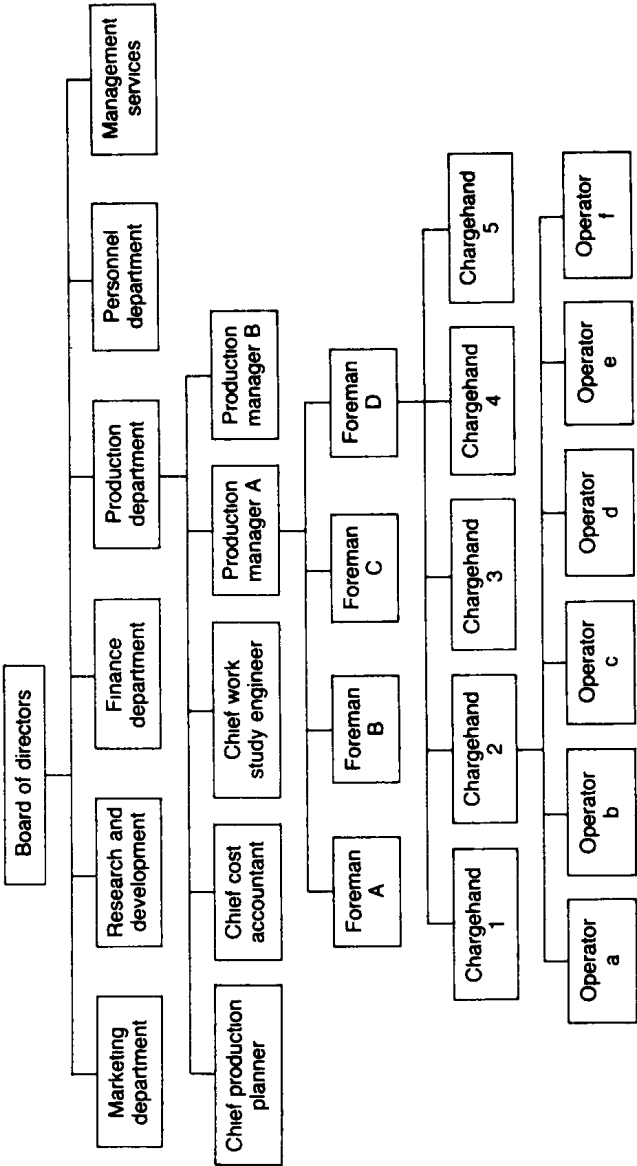 Board of directors
Marketing
department
Research and
development
Finance
department
Production
department
Personnel
department
Management
services
Chief production
planner
Chief cost
accountant
Chief work
study engineer
Production
manager A
Production
manager B
Foreman
A
Foreman
B
Foreman
C
Foreman
D
Chargehand
1
Chargehand
2
Chargehand
3
Chargehand
4
Chargehand
5
Operator
a
Operator
b
Operator
c
Operator
d
Operator
e
Operator
f